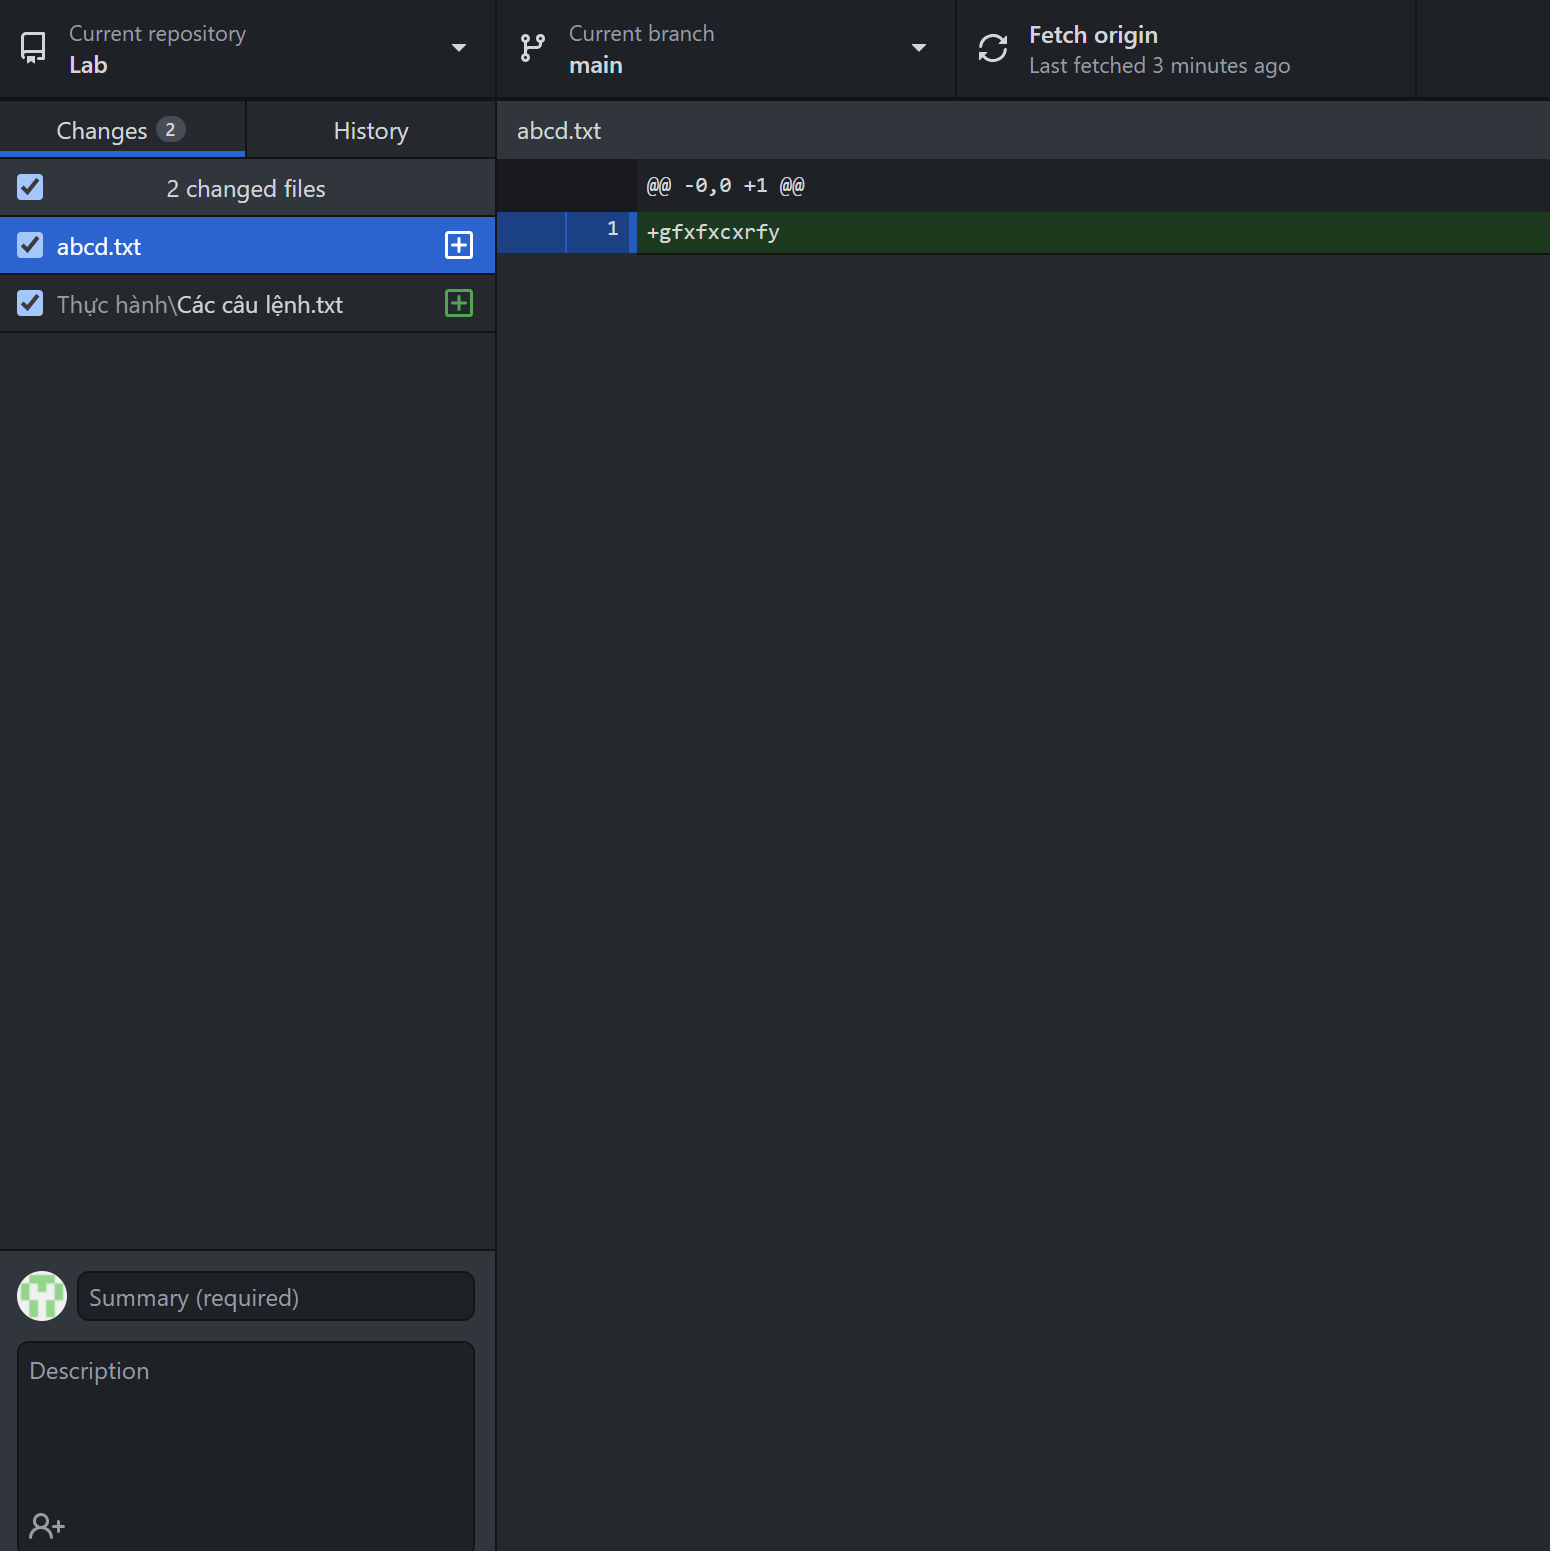 Current repository
Lab
Current branch
main
Fetch origin
Last fetched 3 minutes ago
Changes 2
History
2 changed files
abcd.txt
Thực hành\Các câu lệnh.txt
abcd.txt
@@ -0,0 +1 @@
1 +gfxfxcxrfy
Summary (required)
Description